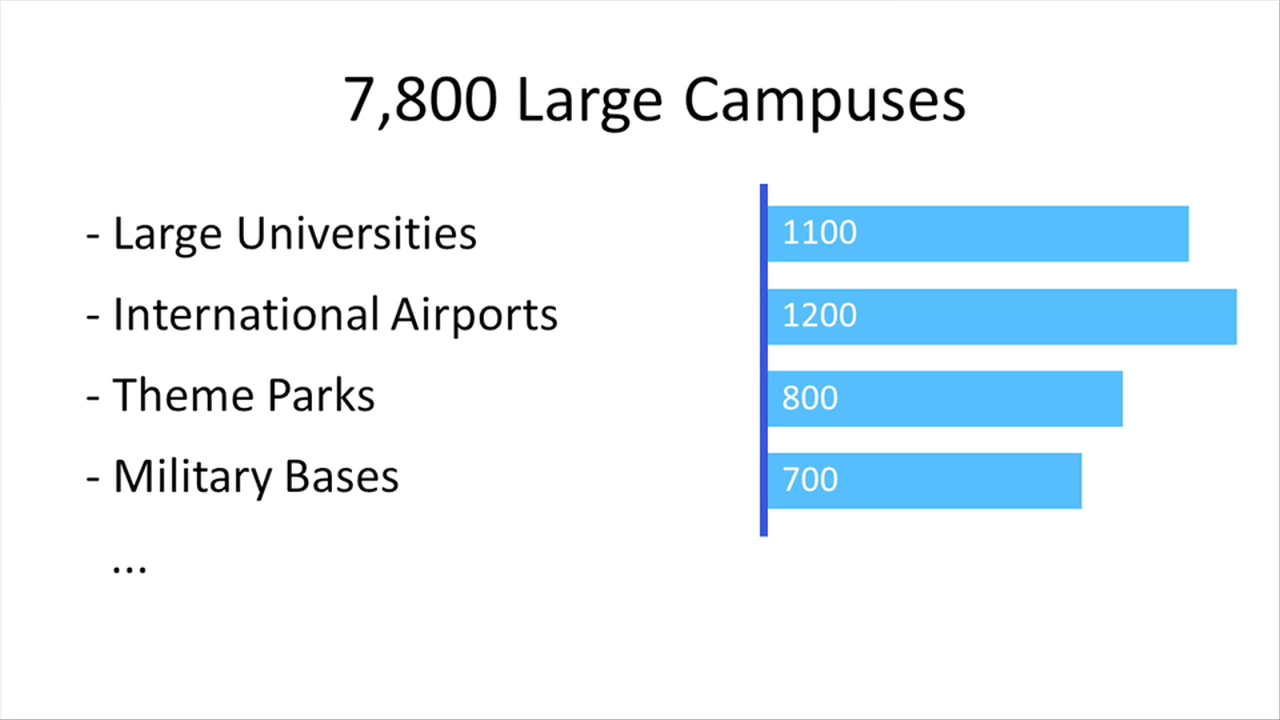 7,800 Large Campuses
- Large Universities
1100
- International Airports
1200
- Theme Parks
800
- Military Bases
700
...